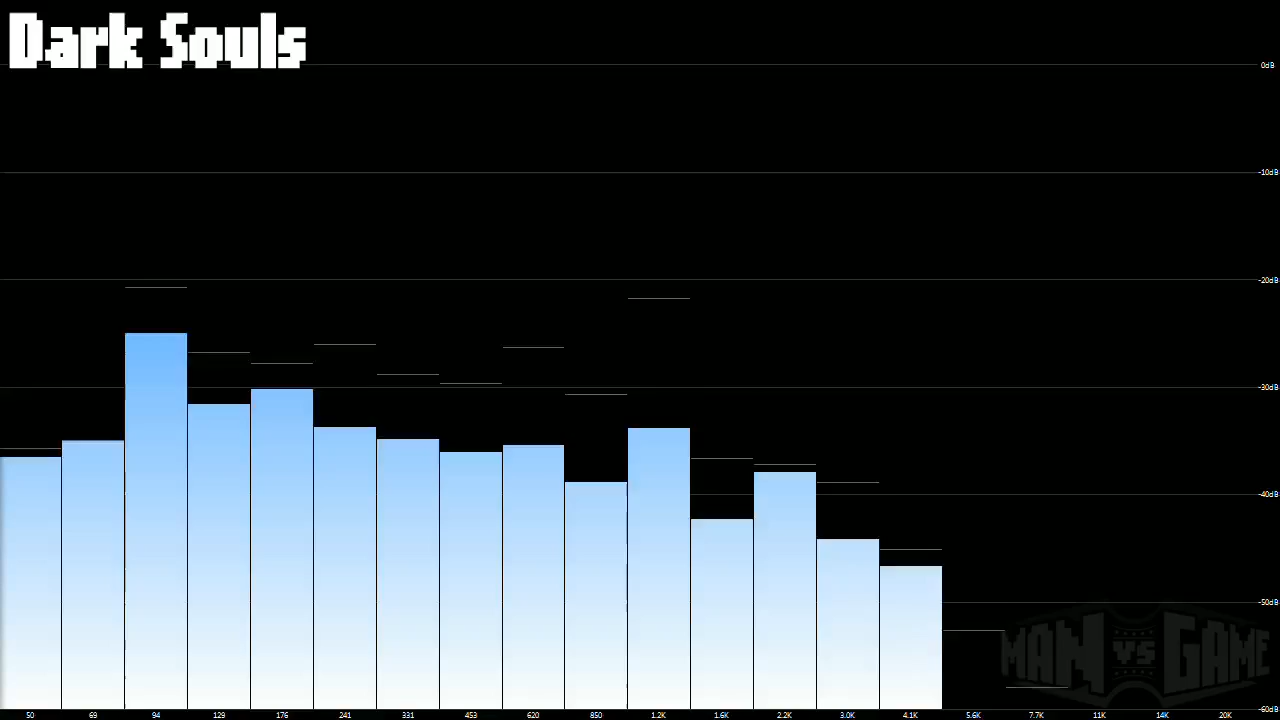 Dark Souls
0dB
-10dB
-20dB
-30dB
-40dB
-50dB
MAN VS GAME
-60dB
50 69 94 129 176 241 331 453 620 850 1.2K 1.6K 2.2K 3.0K 4.1K 5.6K 7.7K 11K 14K 20K